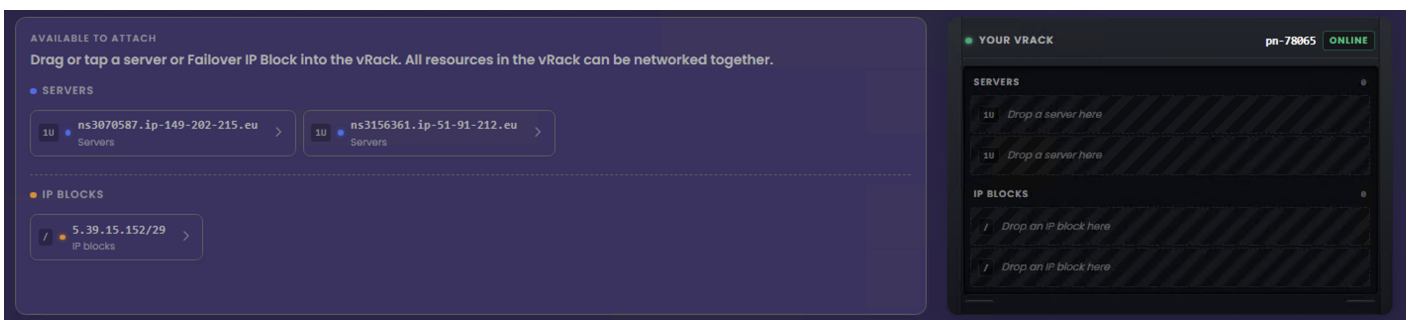 AVAILABLE TO ATTACH
Drag or tap a server or Failover IP Block into the vRack. All resources in the vRack can be networked together.
SERVERS
1U ns3070587.ip-149-202-215.eu
Servers
1U ns3156361.ip-51-91-212.eu
Servers
IP BLOCKS
/ 5.39.15.152/29
IP blocks
YOUR VRACK pn-78065 ONLINE
SERVERS 0
1U Drop a server here
1U Drop a server here
IP BLOCKS 0
/ Drop an IP block here
/ Drop an IP block here